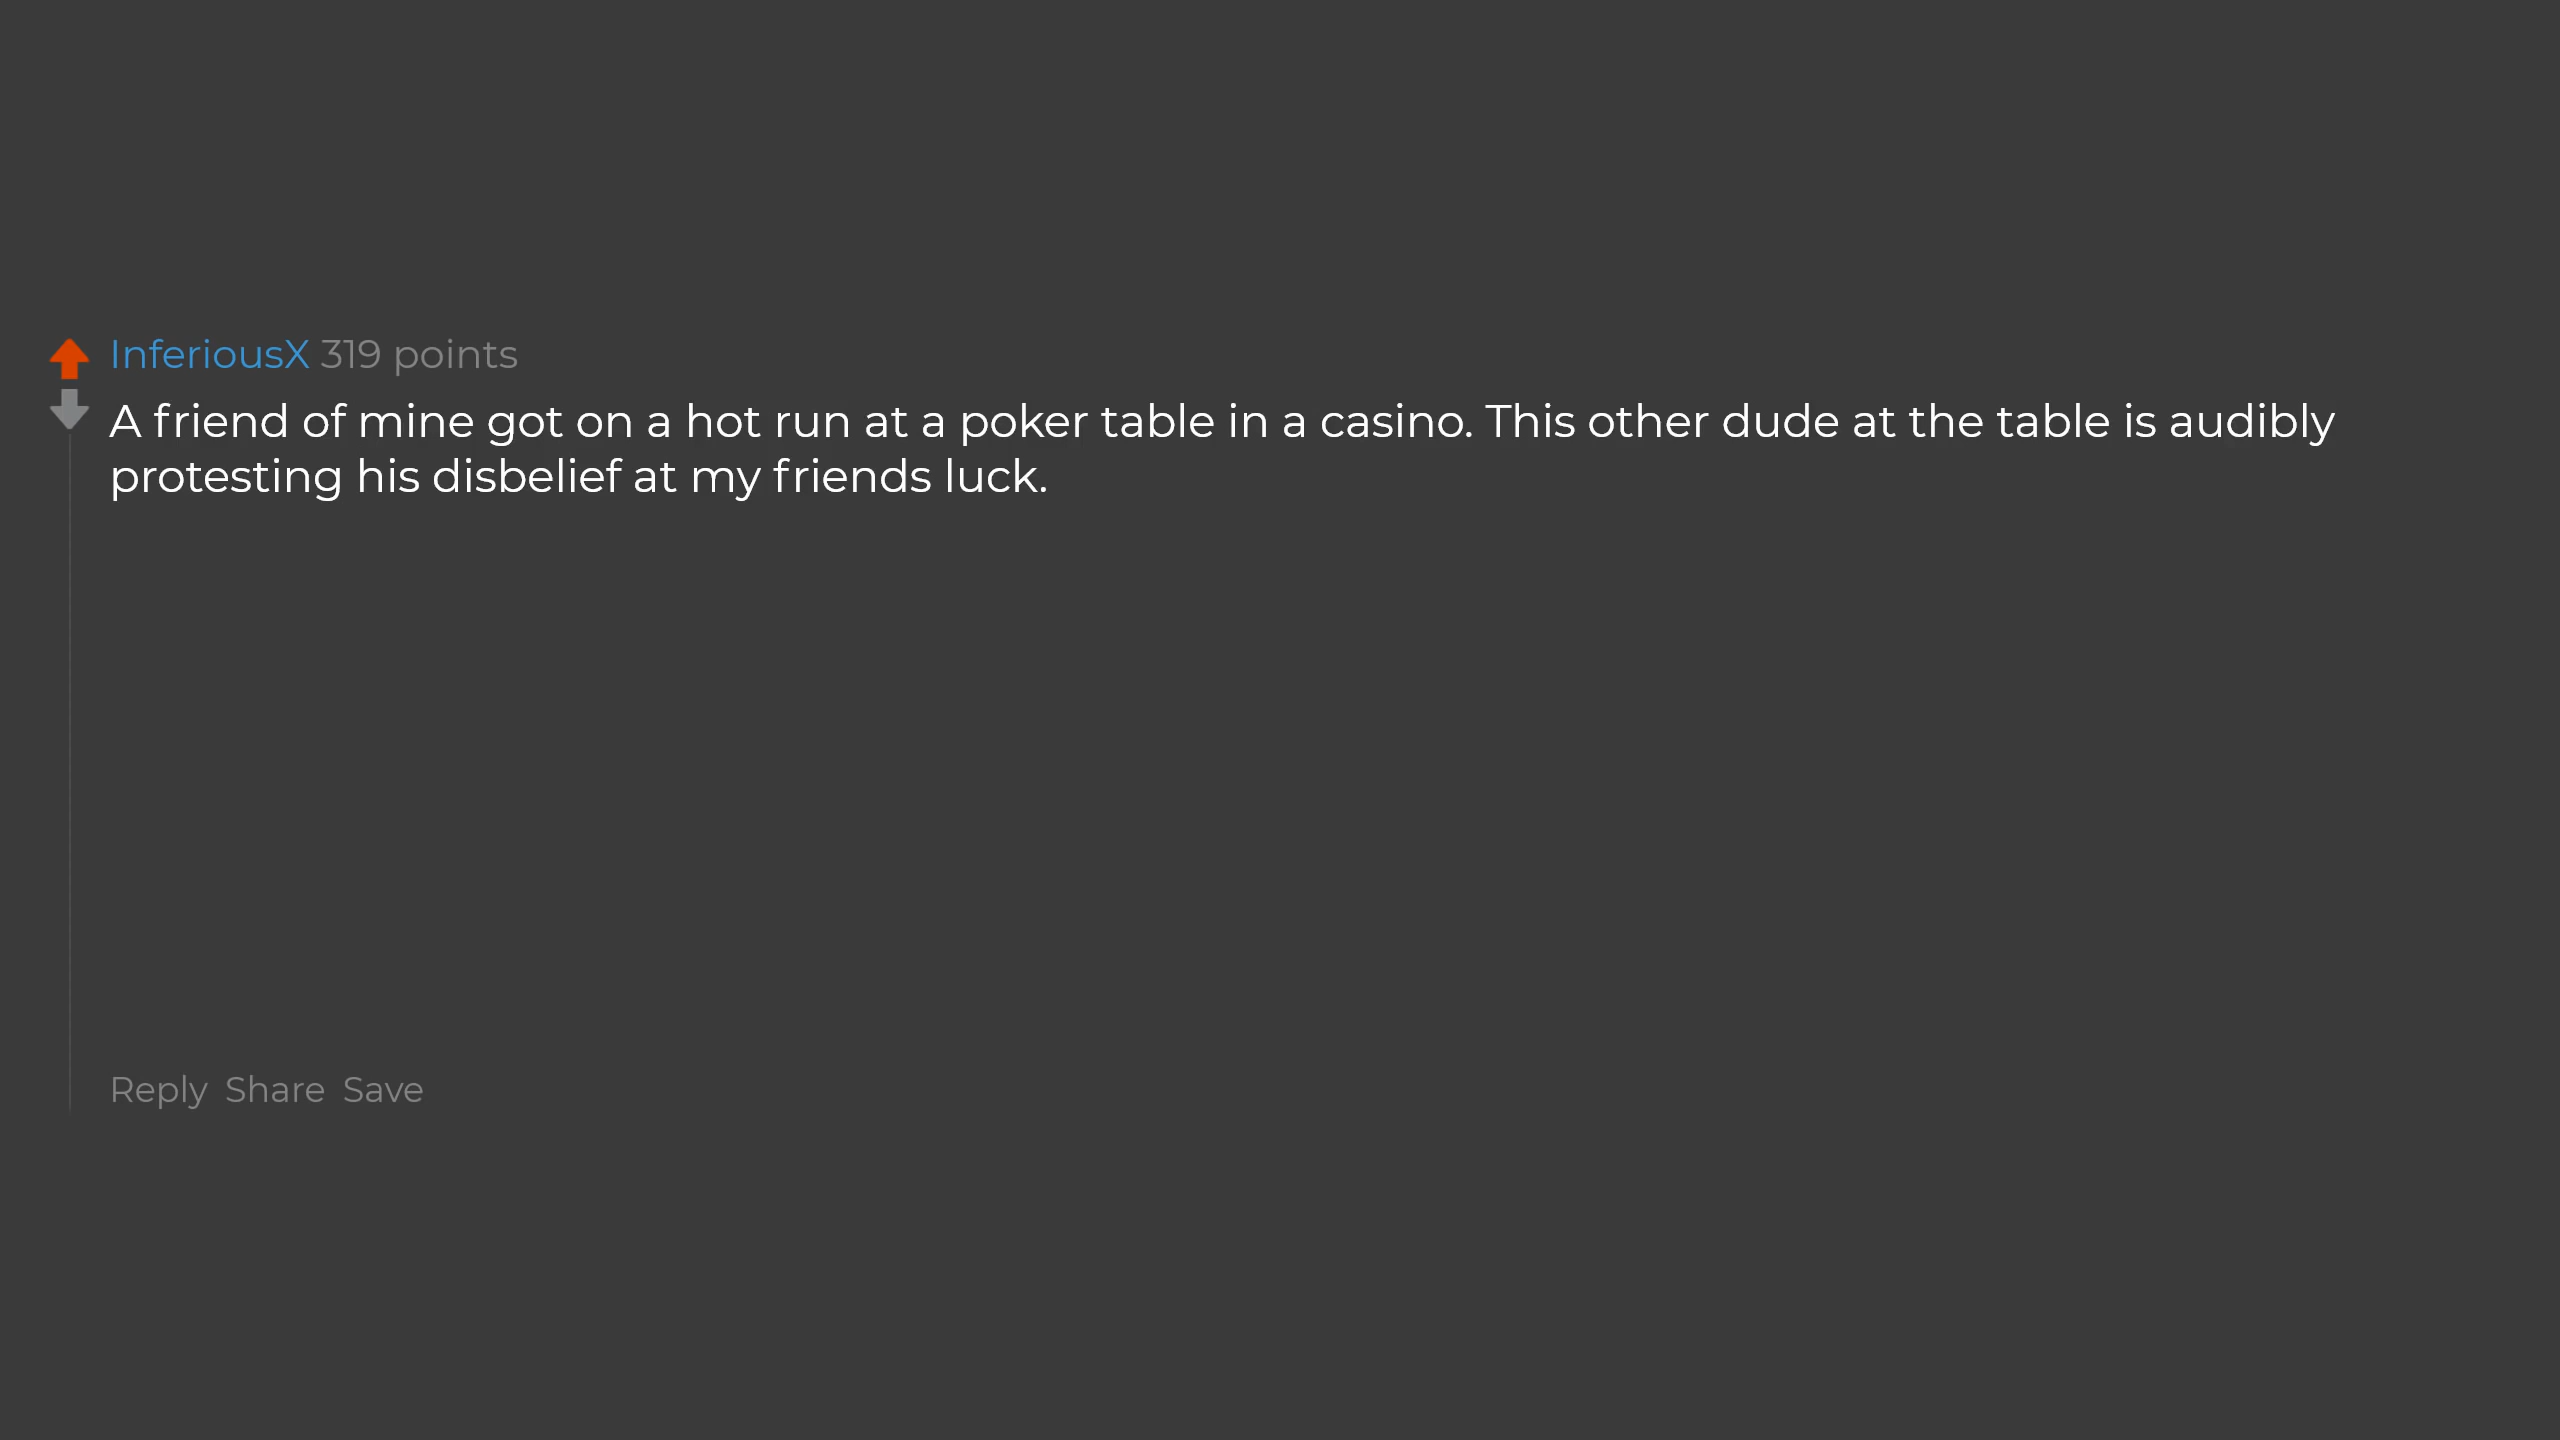 InferiousX 319 points
A friend of mine got on a hot run at a poker table in a casino. This other dude at the table is audibly
protesting his disbelief at my friends luck.
Reply Share Save